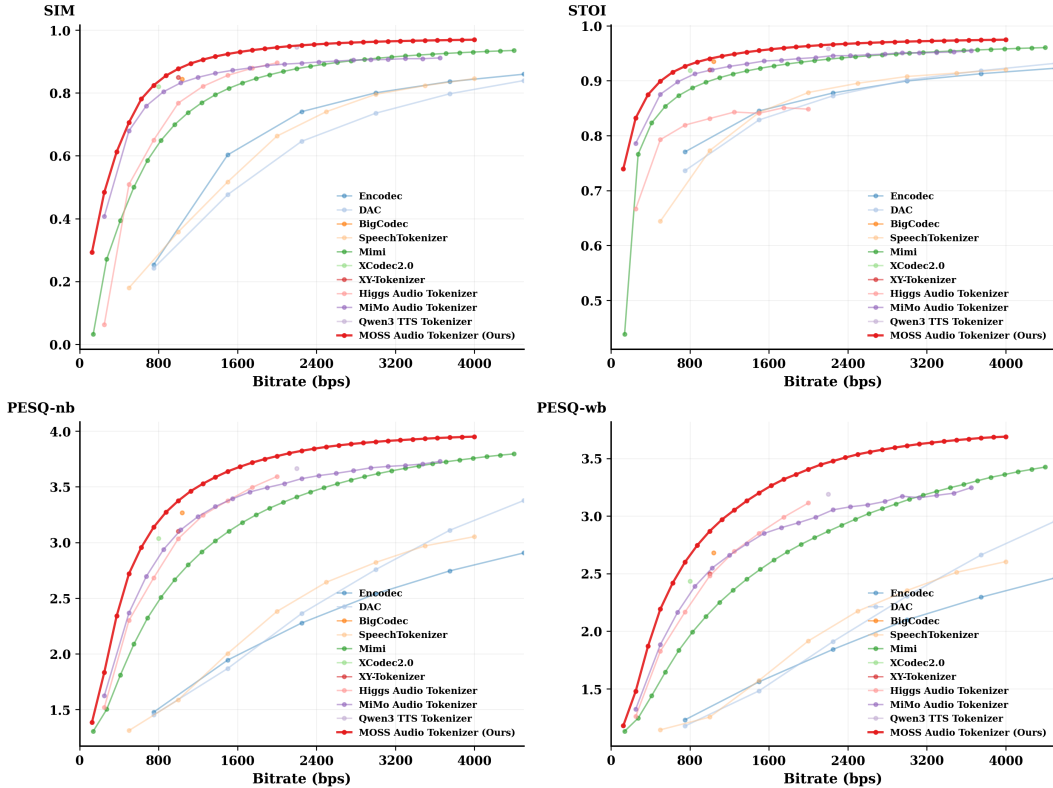 SIM
1.0
0.8
0.6
0.4
0.2
0.0
0 800 1600 2400 3200 4000
Bitrate (bps)
Encodec
DAC
BigCodec
SpeechTokenizer
Mimi
XCodec2.0
XY-Tokenizer
Higgs Audio Tokenizer
MiMo Audio Tokenizer
Qwen3 TTS Tokenizer
MOSS Audio Tokenizer (Ours)
STOI
1.0
0.9
0.8
0.7
0.6
0.5
0 800 1600 2400 3200 4000
Bitrate (bps)
Encodec
DAC
BigCodec
SpeechTokenizer
Mimi
XCodec2.0
XY-Tokenizer
Higgs Audio Tokenizer
MiMo Audio Tokenizer
Qwen3 TTS Tokenizer
MOSS Audio Tokenizer (Ours)
PESQ-nb
4.0
3.5
3.0
2.5
2.0
1.5
0 800 1600 2400 3200 4000
Bitrate (bps)
Encodec
DAC
BigCodec
SpeechTokenizer
Mimi
XCodec2.0
XY-Tokenizer
Higgs Audio Tokenizer
MiMo Audio Tokenizer
Qwen3 TTS Tokenizer
MOSS Audio Tokenizer (Ours)
PESQ-wb
3.5
3.0
2.5
2.0
1.5
0 800 1600 2400 3200 4000
Bitrate (bps)
Encodec
DAC
BigCodec
SpeechTokenizer
Mimi
XCodec2.0
XY-Tokenizer
Higgs Audio Tokenizer
MiMo Audio Tokenizer
Qwen3 TTS Tokenizer
MOSS Audio Tokenizer (Ours)